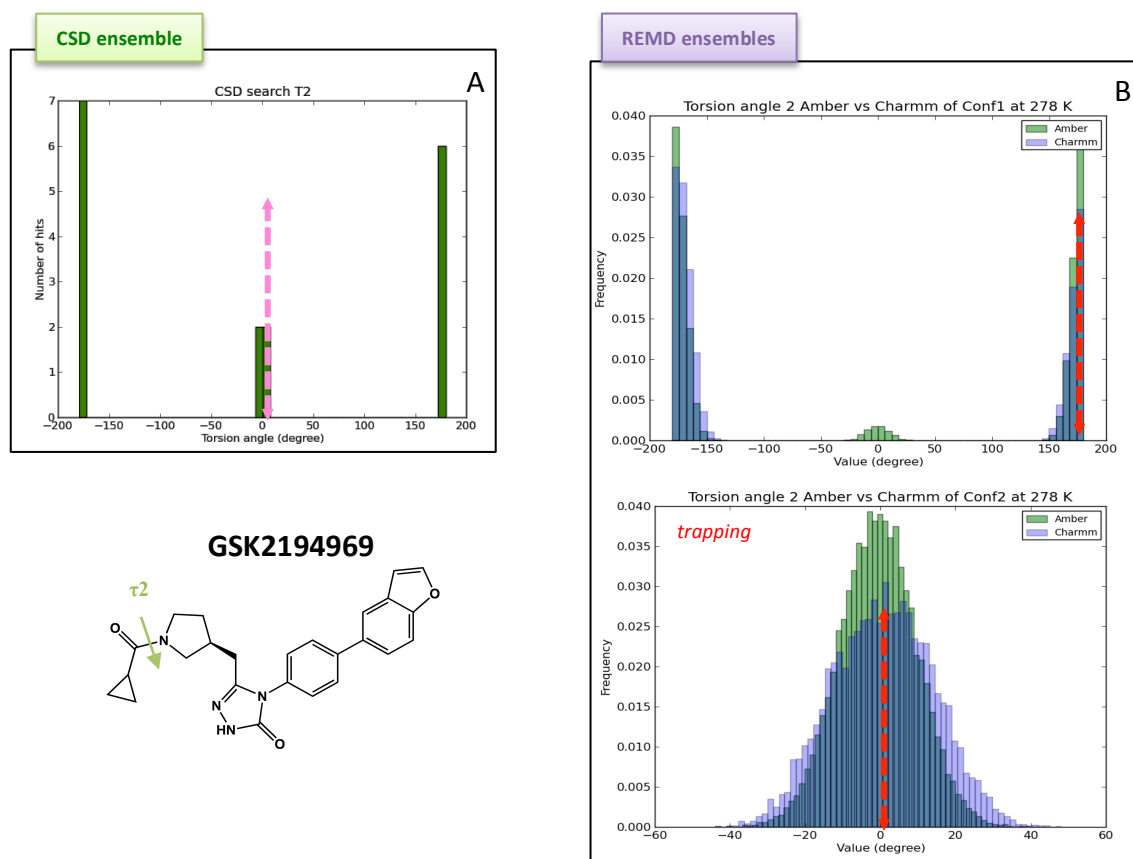 CSD ensemble
A
CSD search T2
7
6
5
4
3
2
1
0
Number of hits
−200 −150 −100 −50 0 50 100 150 200
Torsion angle (degree)
GSK2194969
τ2
O
N
O
N
N
HN
O
REMD ensembles
B
Torsion angle 2 Amber vs Charmm of Conf1 at 278 K
Amber
Charmm
0.040
0.035
0.030
0.025
0.020
0.015
0.010
0.005
0.000
Frequency
−200 −150 −100 −50 0 50 100 150 200
Value (degree)
Torsion angle 2 Amber vs Charmm of Conf2 at 278 K
trapping
Amber
Charmm
0.040
0.035
0.030
0.025
0.020
0.015
0.010
0.005
0.000
Frequency
−60 −40 −20 0 20 40 60
Value (degree)